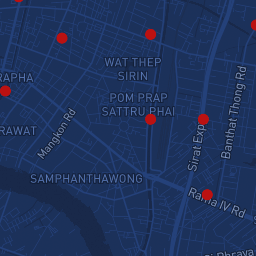 WAT THEP
SIRIN
RAPHA
POM PRAP
SATTRU PHAI
RAWAT
Mangkon Rd
Sirat Exp
Banthat Thong Rd
SAMPHANTHAWONG
Rama IV Rd
Phraya